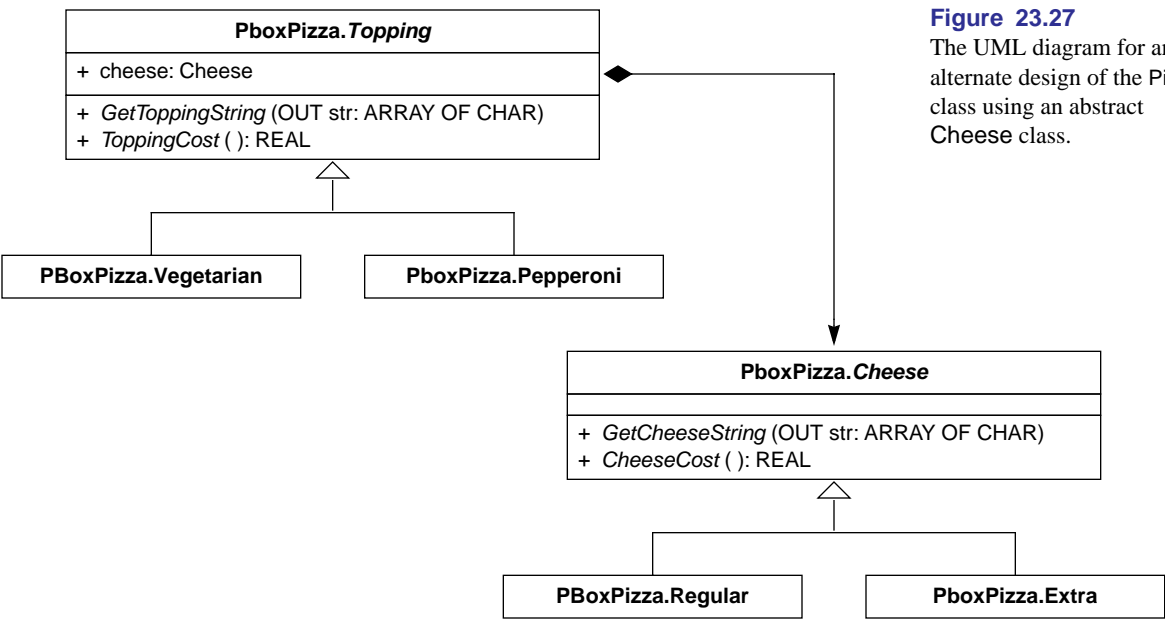 PboxPizza.Topping
+ cheese: Cheese
+ GetToppingString (OUT str: ARRAY OF CHAR)
+ ToppingCost ( ): REAL
PBoxPizza.Vegetarian
PboxPizza.Pepperoni
Figure 23.27
The UML diagram for an
alternate design of the
class using an abstract
Cheese class.
PboxPizza.Cheese
+ GetCheeseString (OUT str: ARRAY OF CHAR)
+ CheeseCost ( ): REAL
PBoxPizza.Regular
PboxPizza.Extra